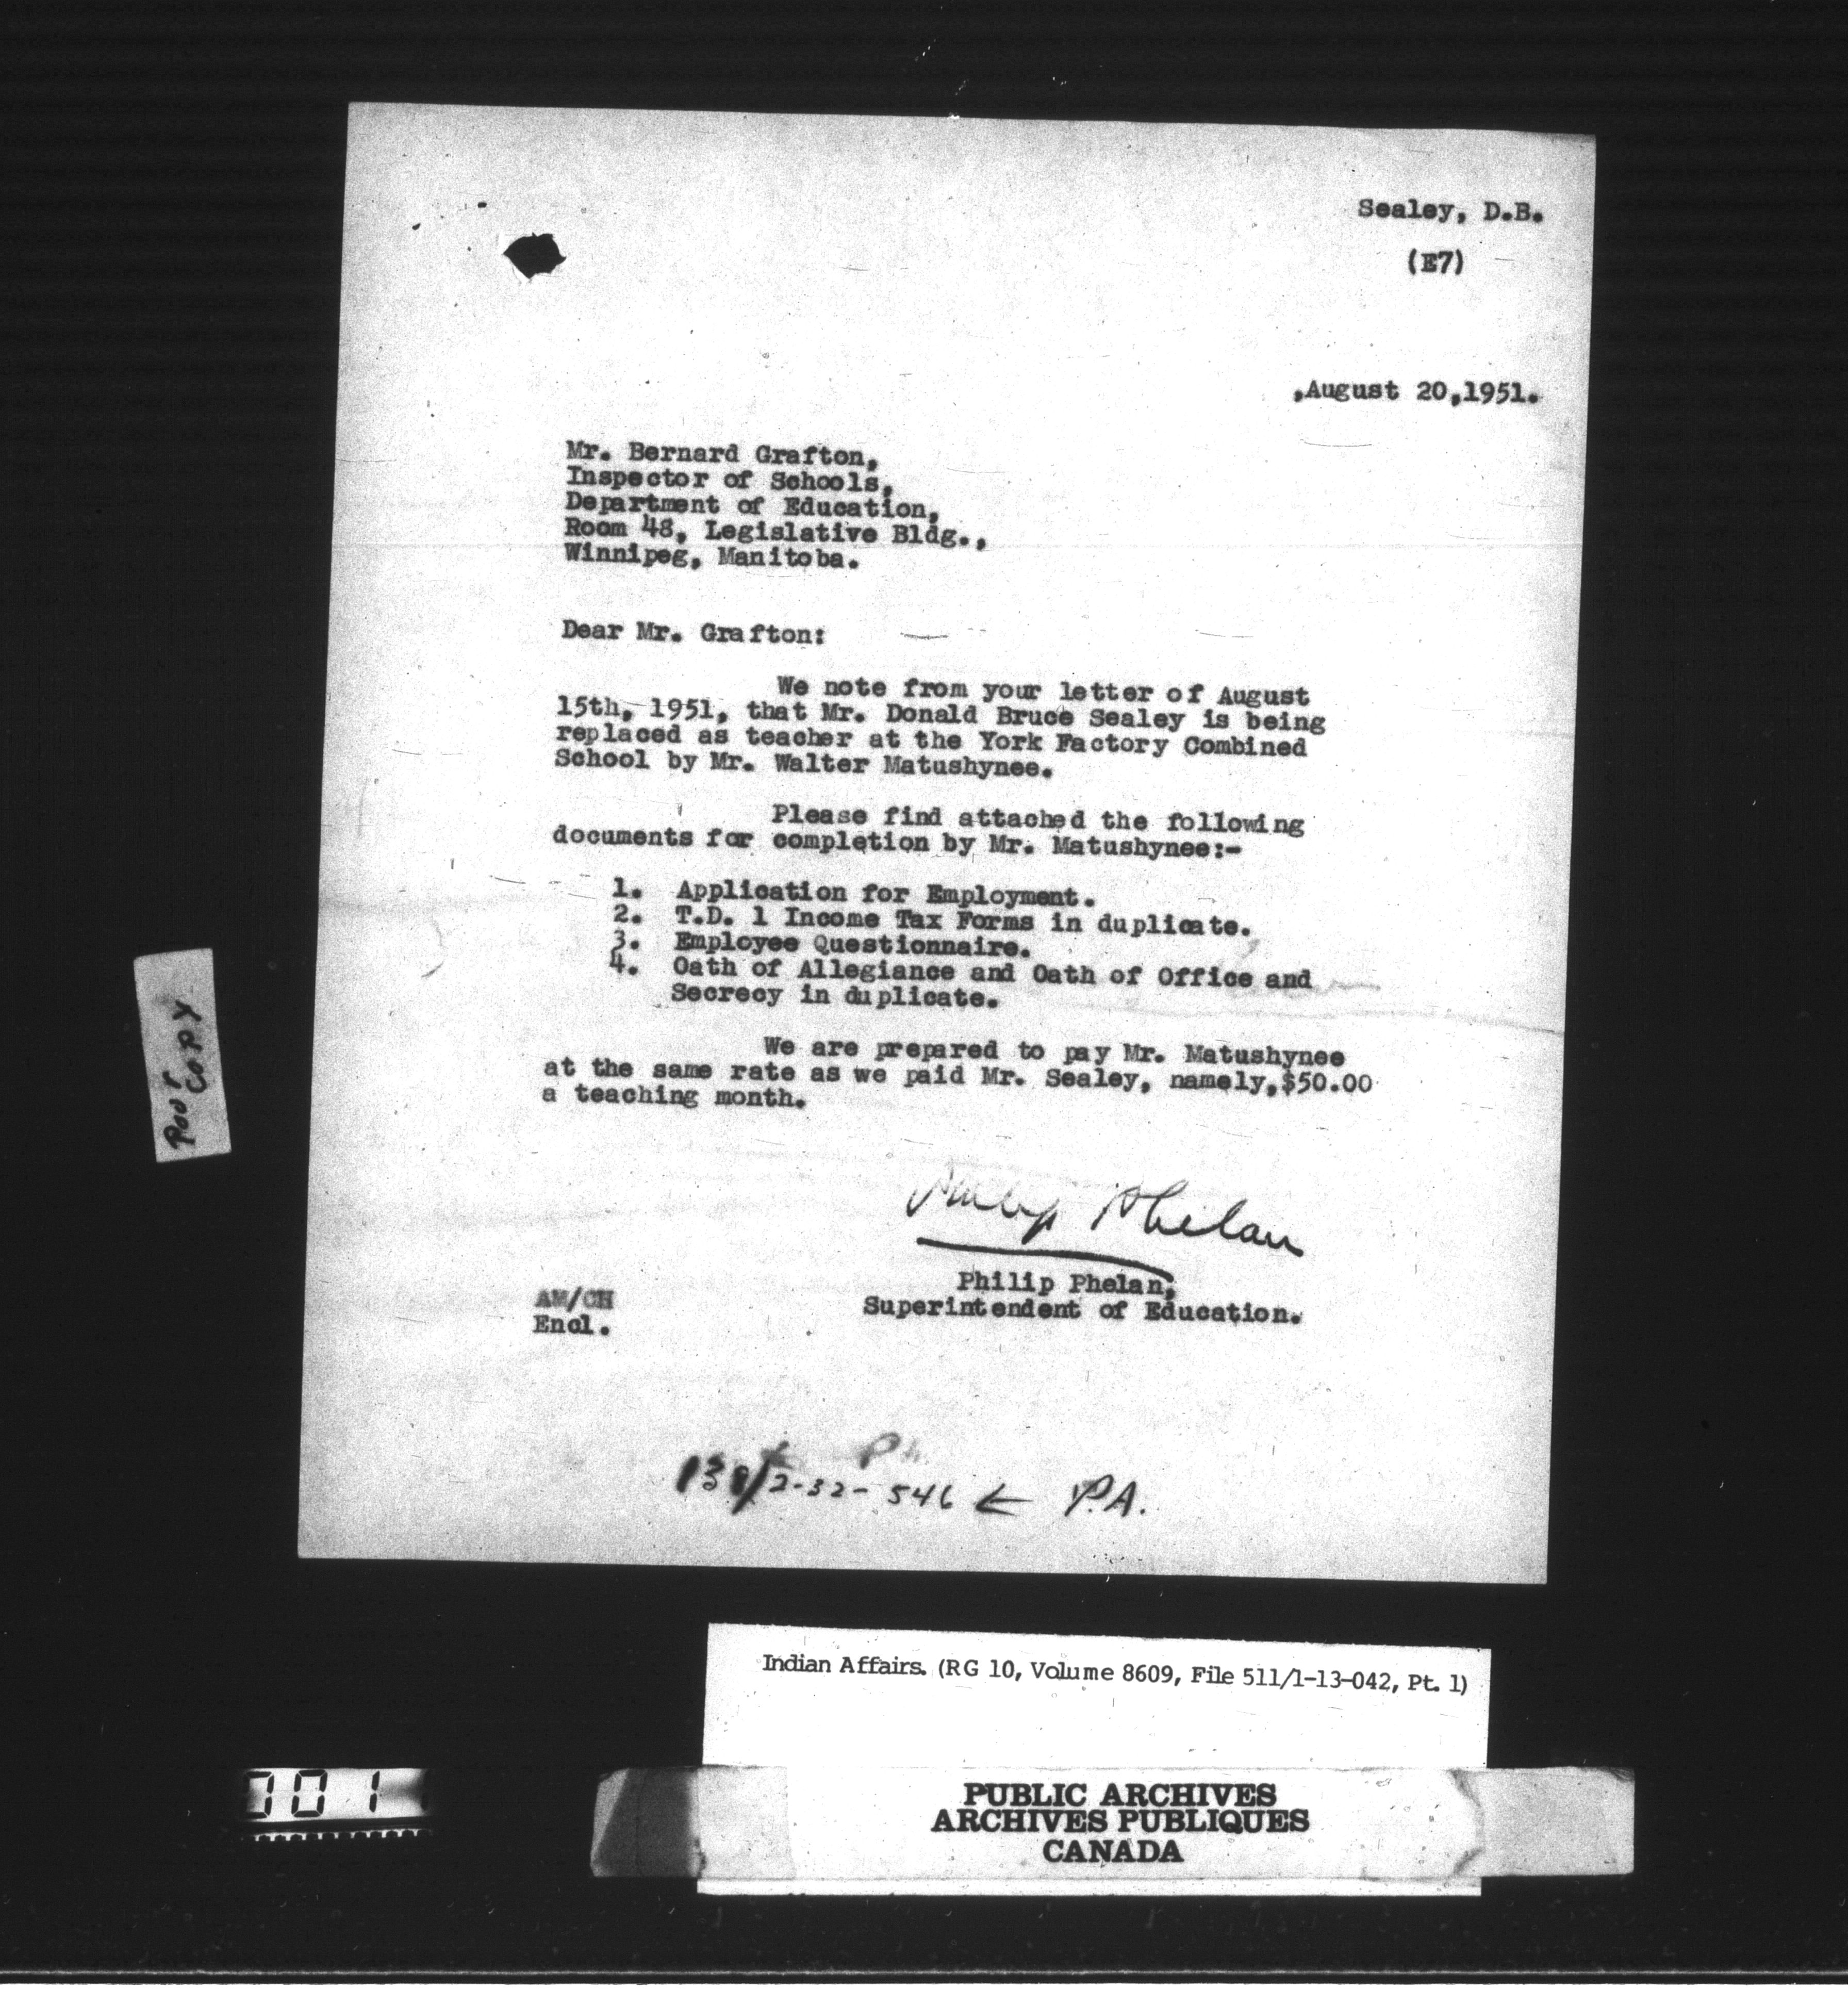 Sealey, D.B.
(E7)
,August 20,1951.
Mr. Bernard Grafton,
Inspector of Schools,
Department of Education,
Room 48, Legislative Bldg.,
Winnipeg, Manitoba.
Dear Mr. Grafton:
We note from your letter of August
15th, 1951, that Mr. Donald Bruce Sealey is being
replaced as teacher at the York Factory Combined
School by Mr. Walter Matushynee.
Please find attached the following
documents for completion by Mr. Matushynee:-
1. Application for Employment.
2. T.D. 1 Income Tax Forms in duplicate.
3. Employee Questionnaire.
4. Oath of Allegiance and Oath of Office and
Secrecy in duplicate.
We are prepared to pay Mr. Matushynee
at the same rate as we paid Mr. Sealey, namely,$50.00
a teaching month.
Philip Phelan
Philip Phelan,
Superintendent of Education.
AM/CH
Encl.
2-32-546 ← P.A.
Poor
COPY
Indian Affairs. (RG 10, Volume 8609, File 511/1-13-042, Pt. 1)
PUBLIC ARCHIVES
ARCHIVES PUBLIQUES
CANADA